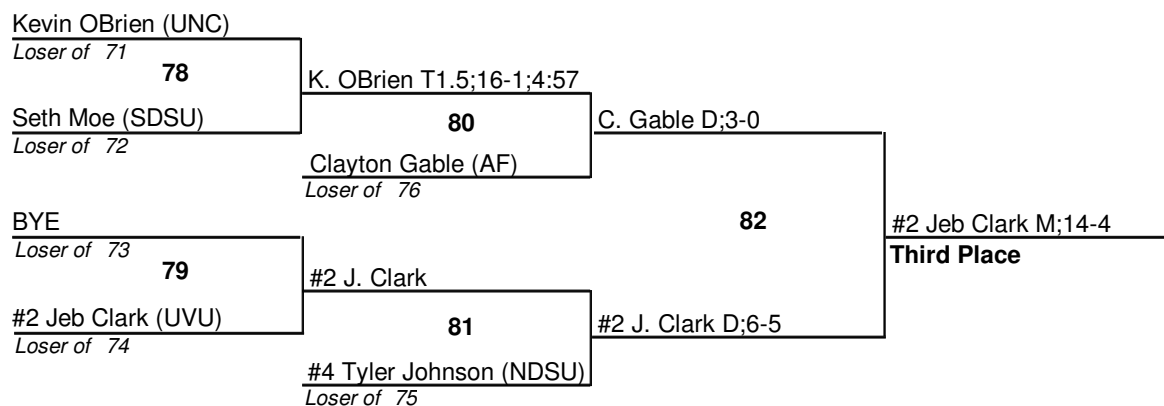 Kevin OBrien (UNC)
Loser of 71
78
K. OBrien T1.5;16-1;4:57
Seth Moe (SDSU)
Loser of 72
80
C. Gable D;3-0
Clayton Gable (AF)
Loser of 76
BYE
Loser of 73
82
#2 Jeb Clark M;14-4
Third Place
79
#2 J. Clark
#2 Jeb Clark (UVU)
Loser of 74
81
#2 J. Clark D;6-5
#4 Tyler Johnson (NDSU)
Loser of 75